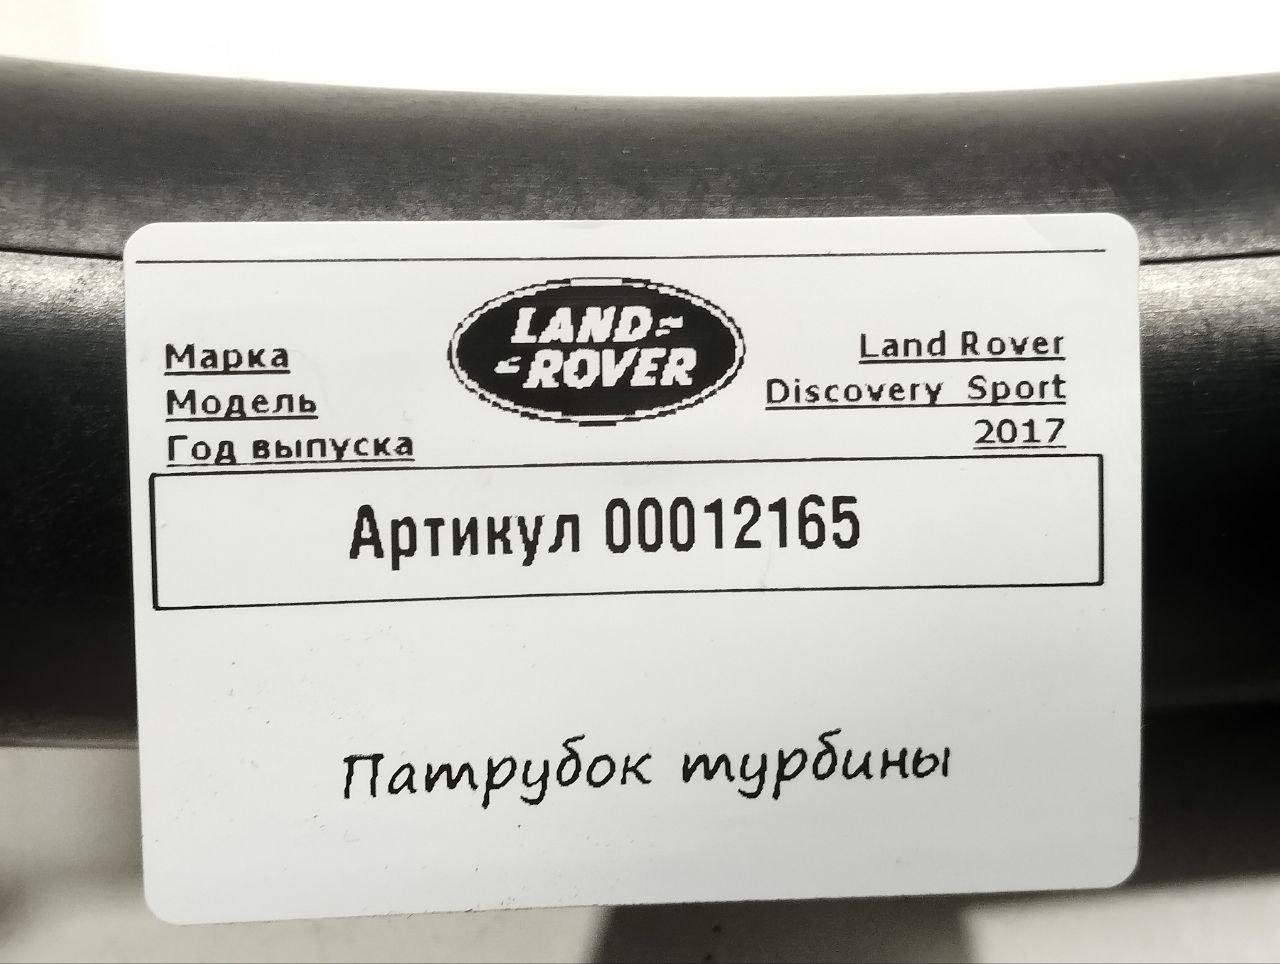 LAND
ROVER
Марка Land Rover
Модель Discovery Sport
Год выпуска 2017
Артикул 00012165
Патрубок турбины